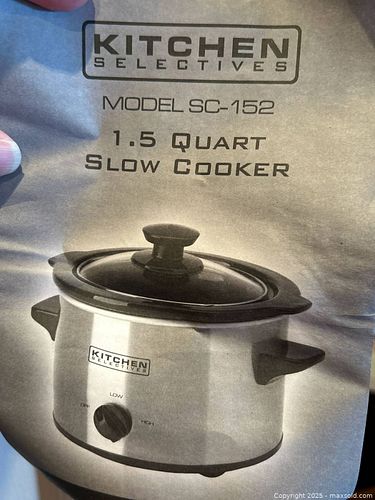 KITCHEN
SELECTIVES
MODEL SC-152
1.5 QUART
SLOW COOKER
KITCHEN
SELECTIVES
LOW
OFF
HIGH
Copyright 2025 - maxsold.com